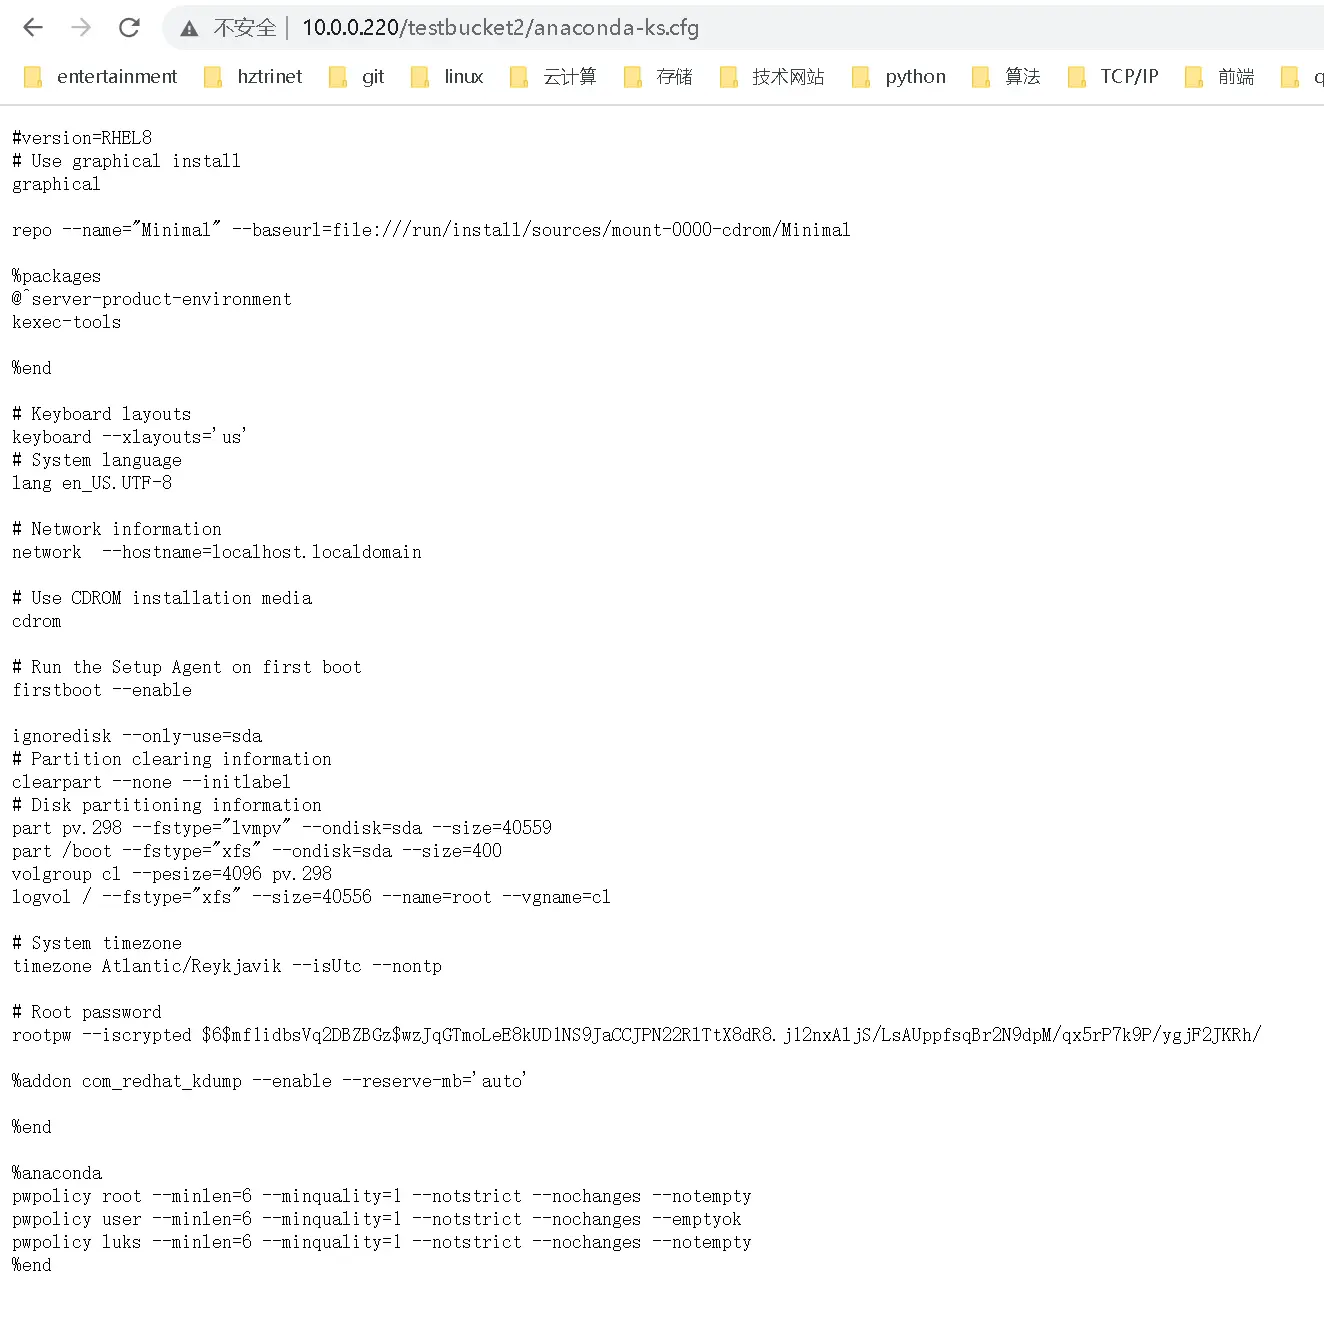 不安全 | 10.0.0.220/testbucket2/anaconda-ks.cfg
entertainment hztrinet git linux 云计算 存储 技术网站 python 算法 TCP/IP 前端 q
#version=RHEL8
# Use graphical install
graphical
repo --name="Minimal" --baseurl=file:///run/install/sources/mount-0000-cdrom/Minimal
%packages
@^server-product-environment
kexec-tools
%end
# Keyboard layouts
keyboard --xlayouts='us'
# System language
lang en_US.UTF-8
# Network information
network  --hostname=localhost.localdomain
# Use CDROM installation media
cdrom
# Run the Setup Agent on first boot
firstboot --enable
ignoredisk --only-use=sda
# Partition clearing information
clearpart --none --initlabel
# Disk partitioning information
part pv.298 --fstype="lvmpv" --ondisk=sda --size=40559
part /boot --fstype="xfs" --ondisk=sda --size=400
volgroup cl --pesize=4096 pv.298
logvol / --fstype="xfs" --size=40556 --name=root --vgname=cl
# System timezone
timezone Atlantic/Reykjavik --isUtc --nontp
# Root password
rootpw --iscrypted $6$mflidbsVq2DBZBGz$wzJqGTmoLeE8kUDlNS9JaCCJPN22RlTtX8dR8.jl2nxAljS/LsAUppfsqBr2N9dpM/qx5rP7k9P/ygjF2JKRh/
%addon com_redhat_kdump --enable --reserve-mb='auto'
%end
%anaconda
pwpolicy root --minlen=6 --minquality=1 --notstrict --nochanges --notempty
pwpolicy user --minlen=6 --minquality=1 --notstrict --nochanges --emptyok
pwpolicy luks --minlen=6 --minquality=1 --notstrict --nochanges --notempty
%end